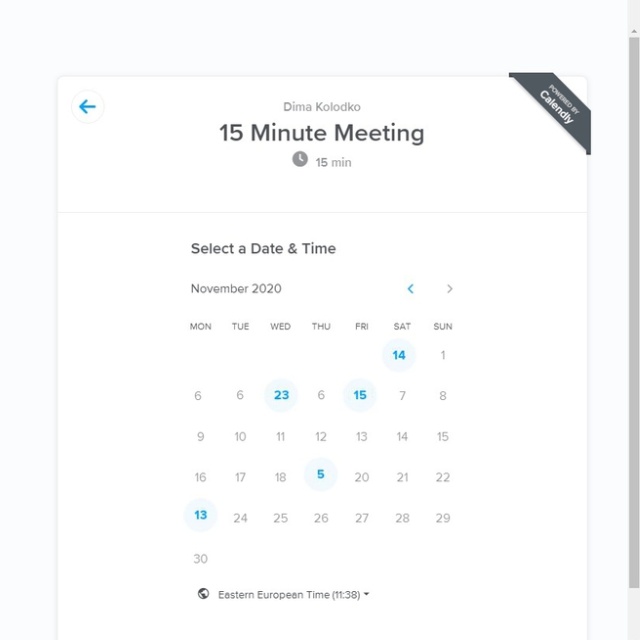 POWERED BY
Calendly
Dima Kolodko
15 Minute Meeting
15 min
Select a Date & Time
November 2020
MON TUE WED THU FRI SAT SUN
14 1
6 6 23 6 15 7 8
9 10 11 12 13 14 15
16 17 18 5 20 21 22
13 24 25 26 27 28 29
30
Eastern European Time (11:38)